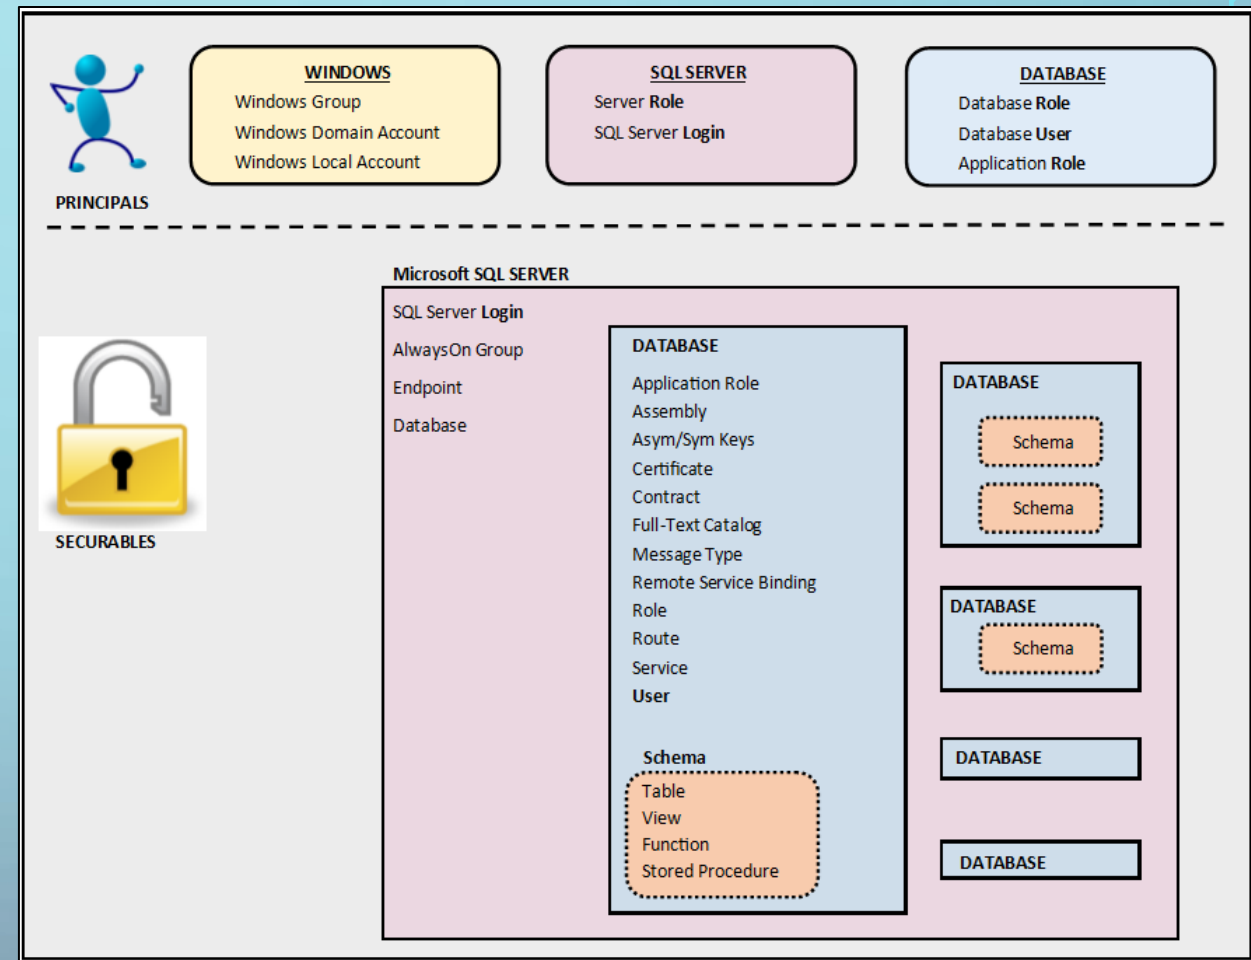 WINDOWS
Windows Group
Windows Domain Account
Windows Local Account
SQL SERVER
Server Role
SQL Server Login
DATABASE
Database Role
Database User
Application Role
PRINCIPALS
Microsoft SQL SERVER
SQL Server Login
AlwaysOn Group
Endpoint
Database
DATABASE
Application Role
Assembly
Asym/Sym Keys
Certificate
Contract
Full-Text Catalog
Message Type
Remote Service Binding
Role
Route
Service
User
Schema
Table
View
Function
Stored Procedure
DATABASE
Schema
Schema
DATABASE
Schema
DATABASE
DATABASE
SECURABLES